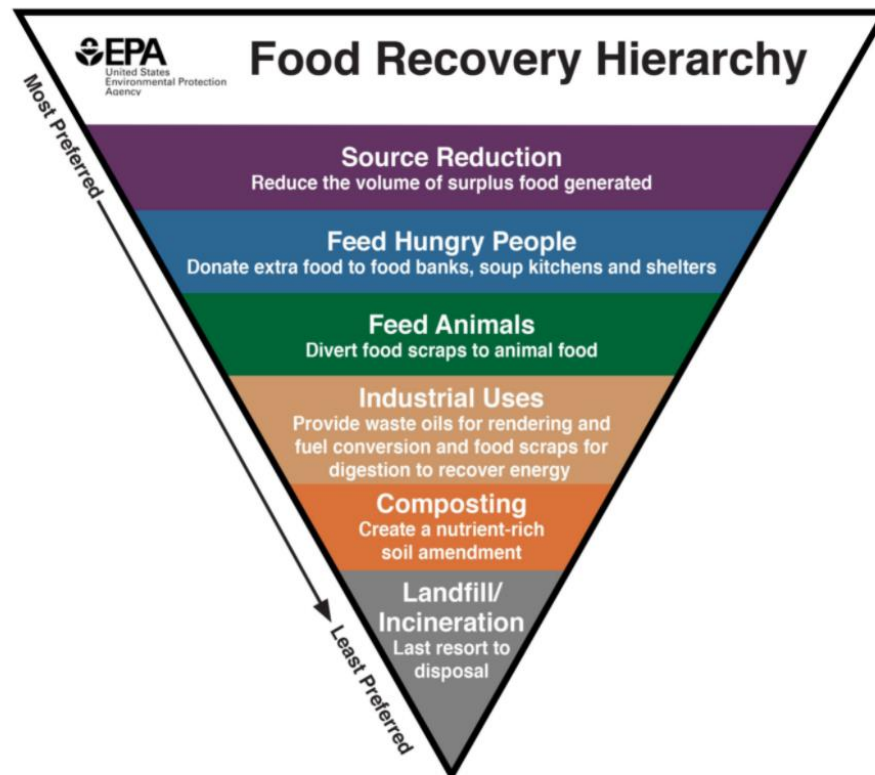 EPA
United States
Environmental Protection
Agency
Food Recovery Hierarchy
Most Preferred
Source Reduction
Reduce the volume of surplus food generated
Feed Hungry People
Donate extra food to food banks, soup kitchens and shelters
Feed Animals
Divert food scraps to animal food
Industrial Uses
Provide waste oils for rendering and
fuel conversion and food scraps for
digestion to recover energy
Composting
Create a nutrient-rich
soil amendment
Landfill/
Incineration
Last resort to
disposal
Least Preferred